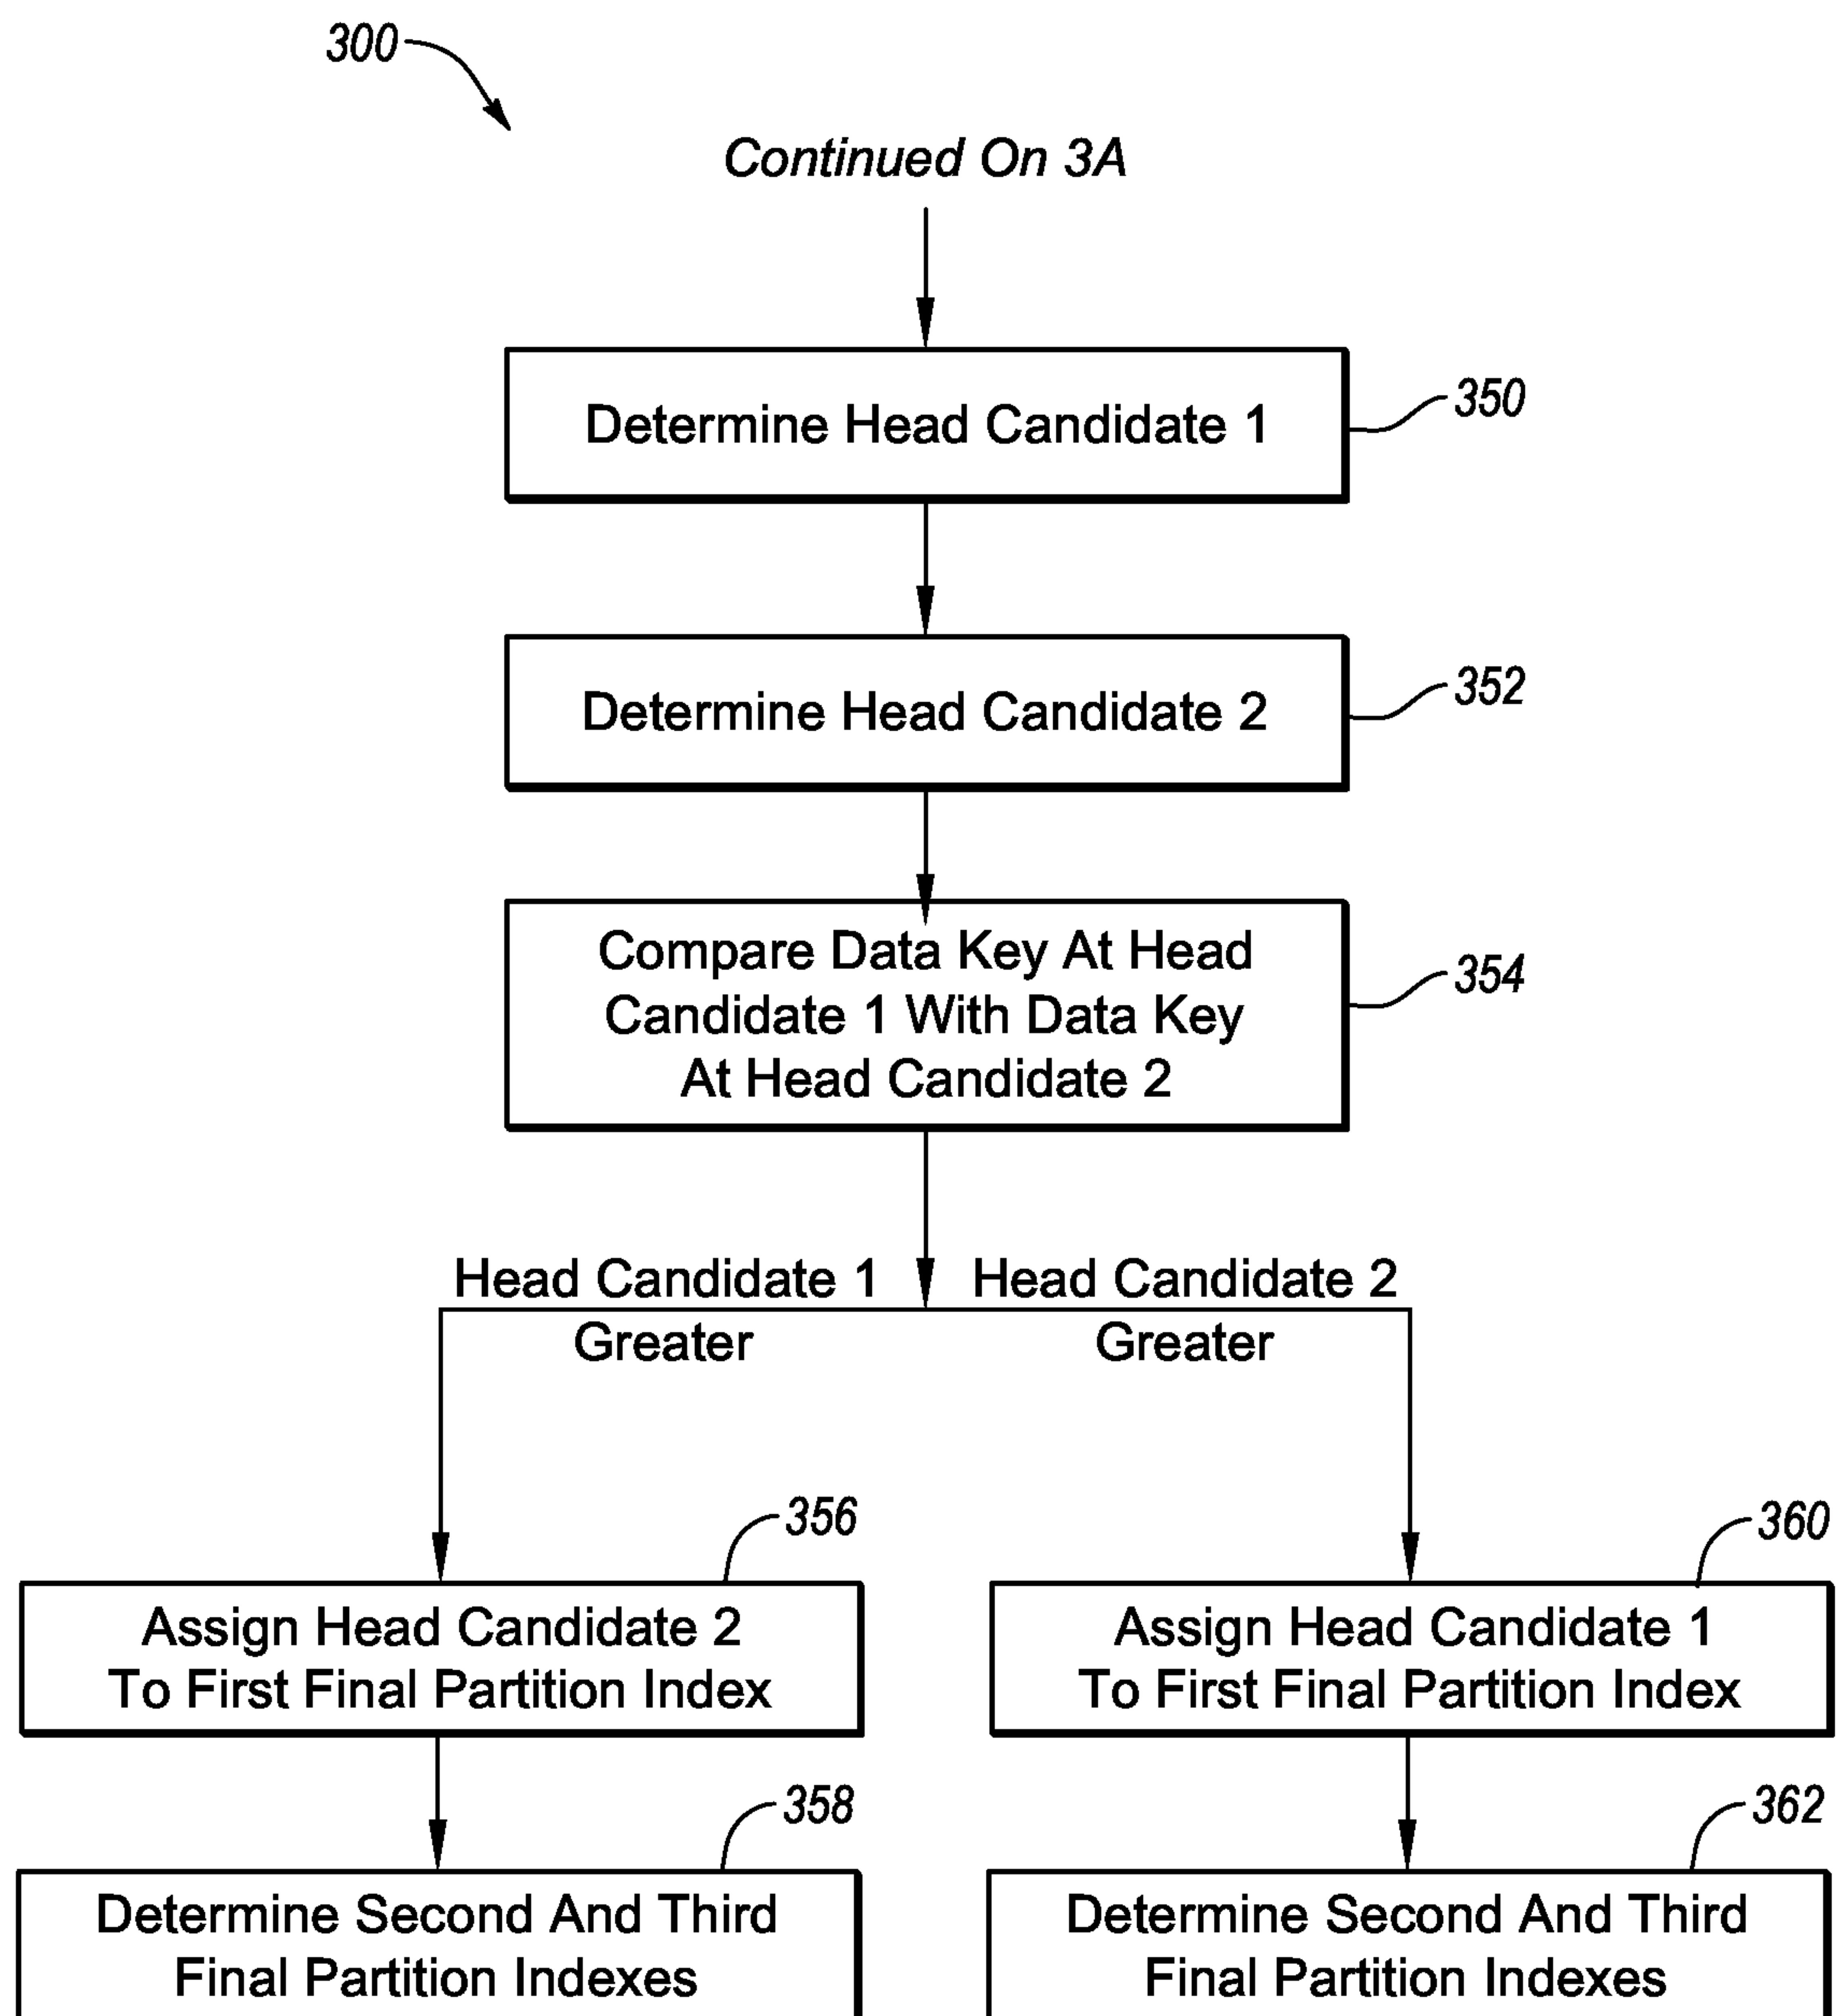 300
Continued On 3A
Determine Head Candidate 1
350
Determine Head Candidate 2
352
Compare Data Key At Head
Candidate 1 With Data Key
At Head Candidate 2
354
Head Candidate 1
Greater
Head Candidate 2
Greater
356
Assign Head Candidate 2
To First Final Partition Index
360
Assign Head Candidate 1
To First Final Partition Index
358
Determine Second And Third
Final Partition Indexes
362
Determine Second And Third
Final Partition Indexes